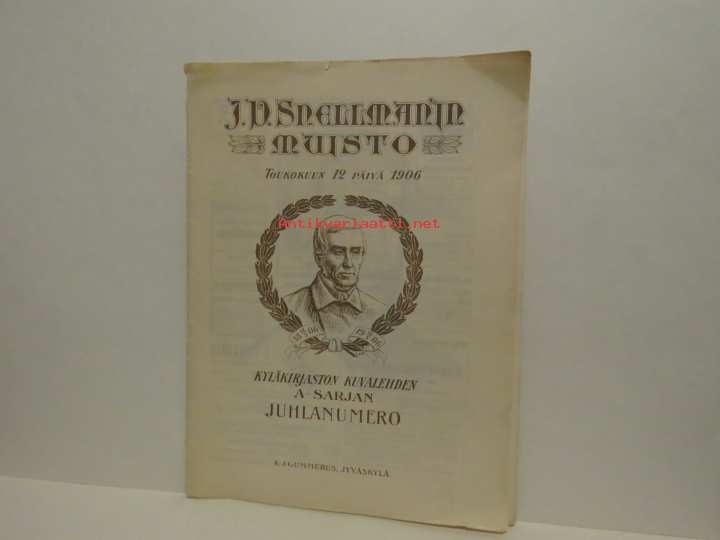 J.V. SNELLMANIN
MUISTO
TOUKOKUUN 12 PÄIVÄ 1906
Antikvariaatti.net
KYLÄKIRJASTON KUVALEHDEN
A-SARJAN
JUHLANUMERO
K. J. GUMMERUS, JYVÄSKYLÄ